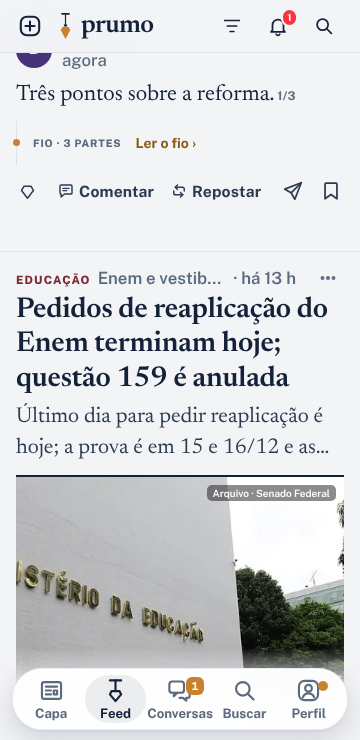 prumo
1
agora
Três pontos sobre a reforma. 1/3
FIO · 3 PARTES Ler o fio ›
Comentar Repostar
EDUCAÇÃO Enem e vestib... · há 13 h
Pedidos de reaplicação do
Enem terminam hoje;
questão 159 é anulada
Último dia para pedir reaplicação é
hoje; a prova é em 15 e 16/12 e as...
Arquivo · Senado Federal
ISTÉRIO DA EDUCAÇÃO
1
Capa Feed Conversas Buscar Perfil